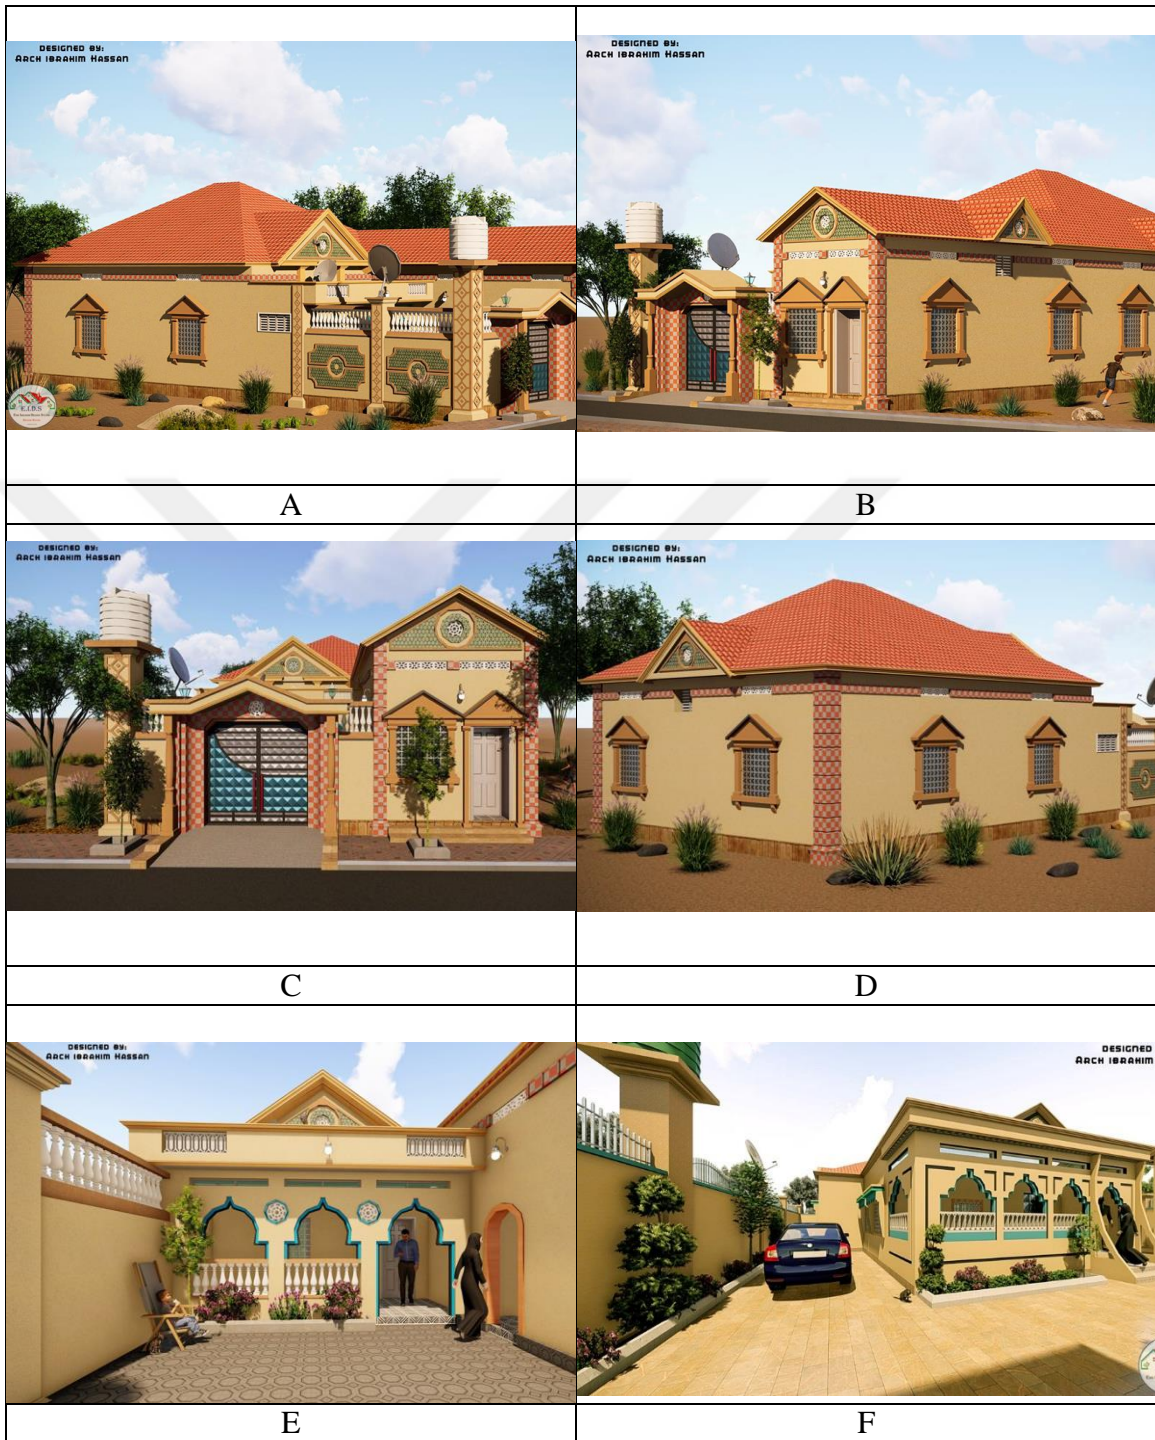 DESIGNED BY:
ARCH IBRAHIM HASSAN
DESIGNED BY:
ARCH IBRAHIM HASSAN
E.I.D.S
A
B
DESIGNED BY:
ARCH IBRAHIM HASSAN
DESIGNED BY:
ARCH IBRAHIM HASSAN
C
D
DESIGNED BY:
ARCH IBRAHIM HASSAN
DESIGNED
ARCH IBRAHIM
E
F